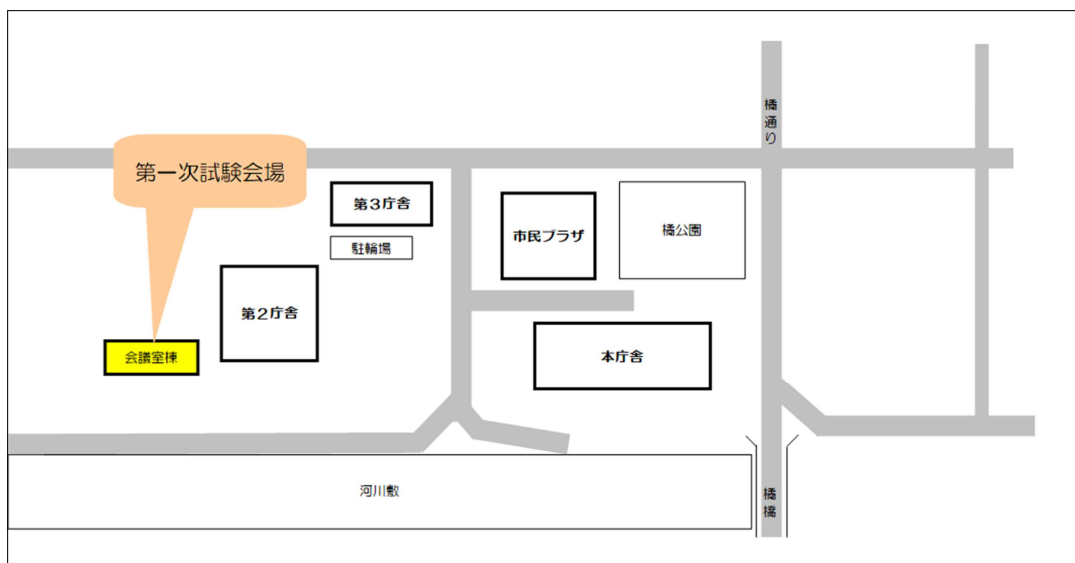 橘通り
第一次試験会場
第3庁舎
市民プラザ
橘公園
駐輪場
第2庁舎
会議室棟
本庁舎
河川敷
橘橋